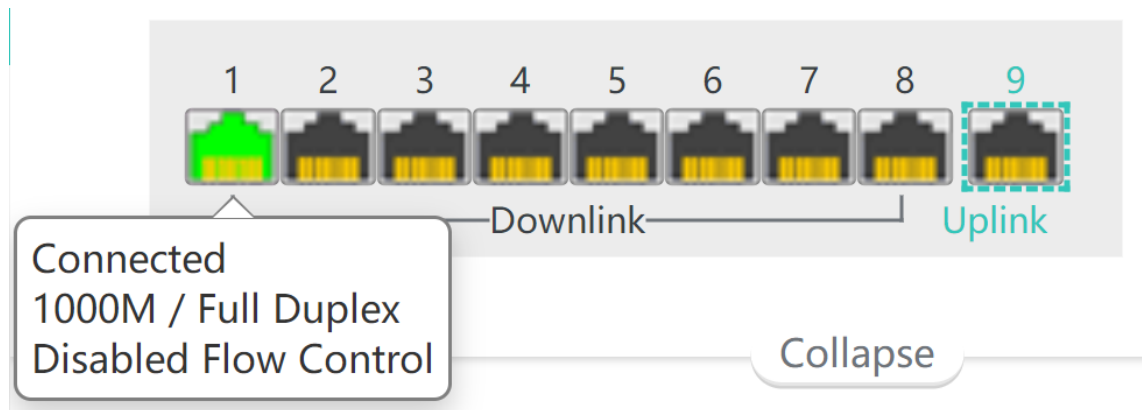 1 2 3 4 5 6 7 8 9
Downlink
Uplink
Connected
1000M / Full Duplex
Disabled Flow Control
Collapse